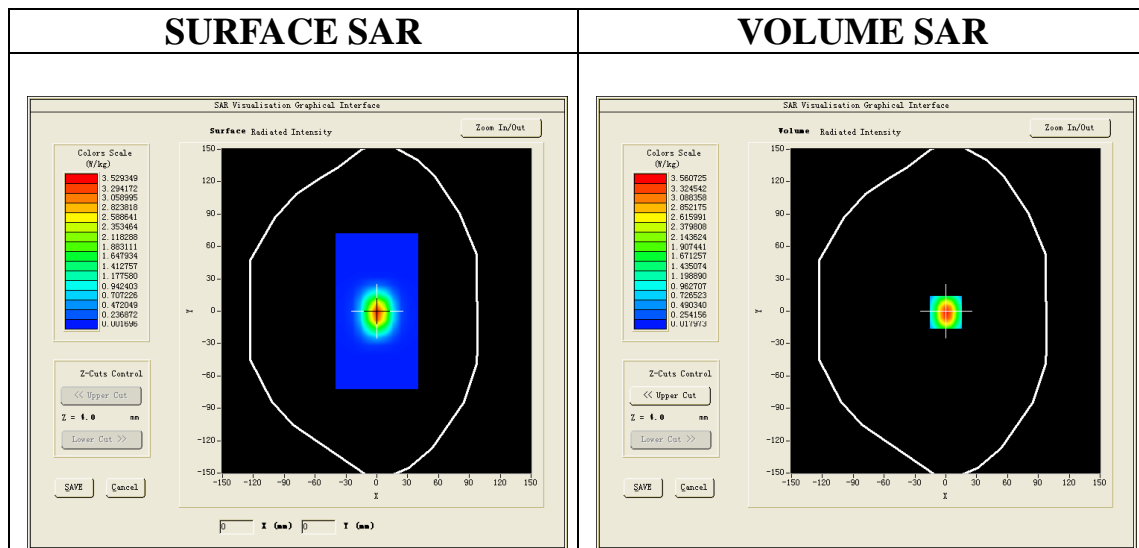 SURFACE SAR
VOLUME SAR
SAR Visualisation Graphical Interface
Surface Radiated Intensity
Zoom In/Out
Colors Scale
(W/kg)
3.529349
3.294172
3.058995
2.823818
2.588641
2.353464
2.118288
1.883111
1.647934
1.412757
1.177580
0.942403
0.707226
0.472049
0.236872
0.001696
150
120
90
60
30
0
-30
-60
-90
-120
-150
Y
-150 -120 -90 -60 -30 0 30 60 90 120 150
X
Z-Cuts Control
<< Upper Cut
Z = 4.0 mm
Lower Cut >>
SAVE Cancel
0 X (mm) 0 Y (mm)
SAR Visualisation Graphical Interface
Volume Radiated Intensity
Zoom In/Out
Colors Scale
(W/kg)
3.560725
3.324542
3.088358
2.852175
2.615991
2.379808
2.143624
1.907441
1.671257
1.435074
1.198890
0.962707
0.726523
0.490340
0.254156
0.017973
150
120
90
60
30
0
-30
-60
-90
-120
-150
Y
-150 -120 -90 -60 -30 0 30 60 90 120 150
X
Z-Cuts Control
<< Upper Cut
Z = 4.0 mm
Lower Cut >>
SAVE Cancel